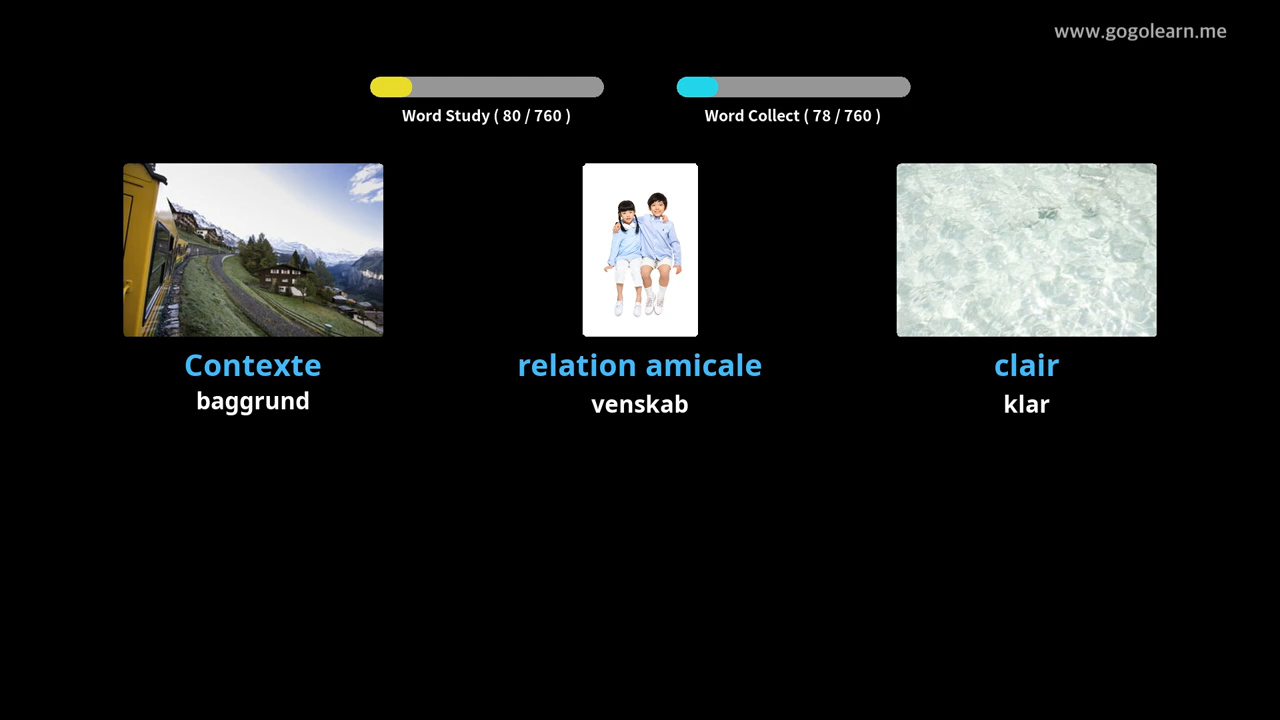 www.gogolearn.me
Word Study ( 80 / 760 )
Word Collect ( 78 / 760 )
Contexte
baggrund
relation amicale
venskab
clair
klar